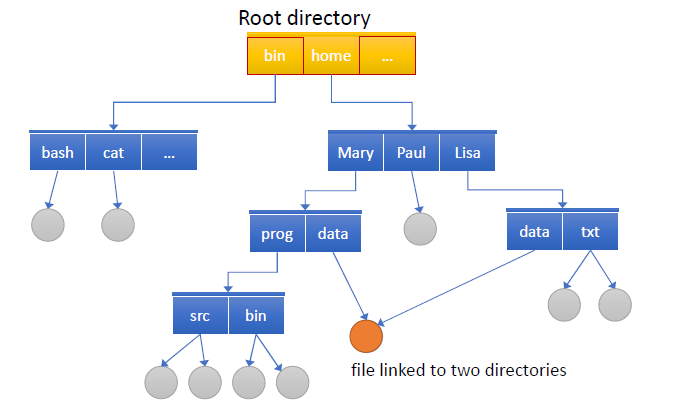 Root directory
bin home ...
bash cat ...
Mary Paul Lisa
prog data
data txt
src bin
file linked to two directories